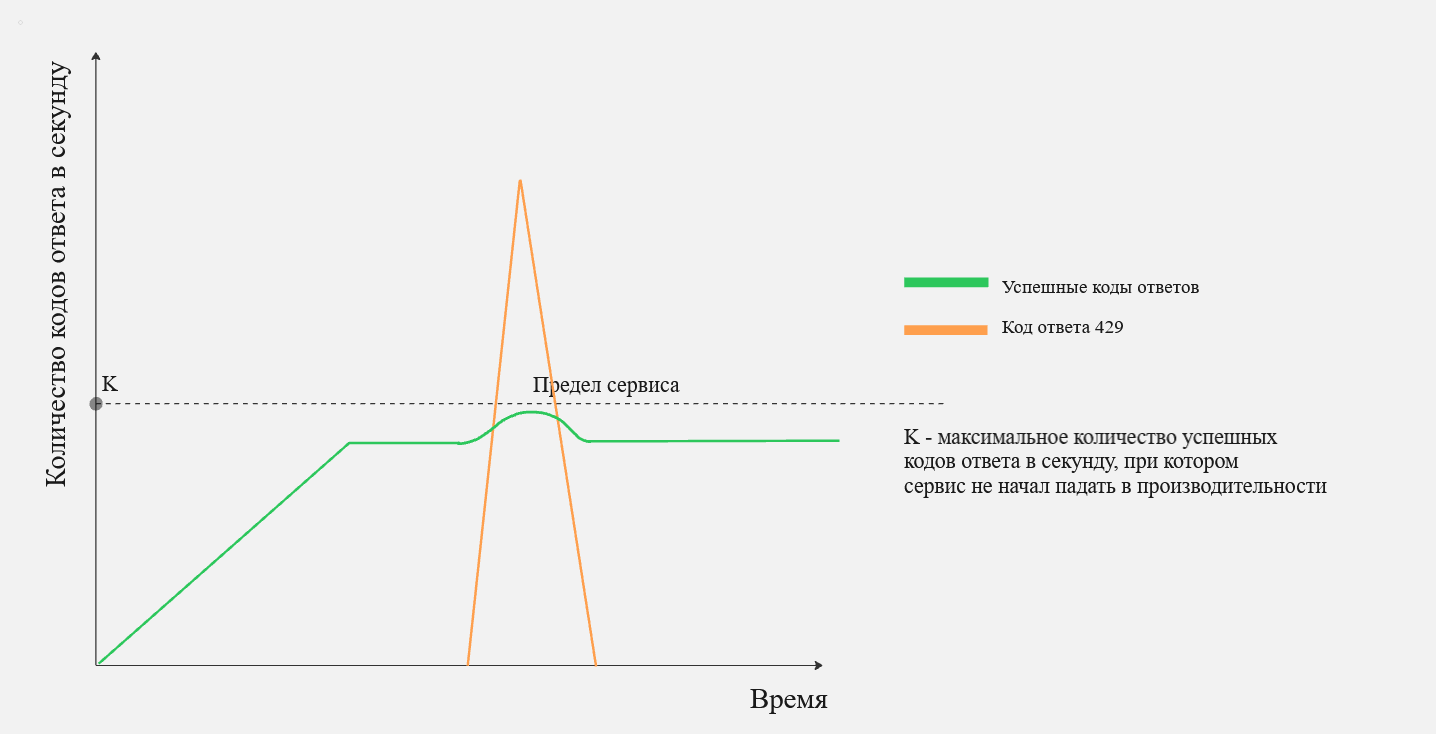 Количество кодов ответа в секунду
К
Предел сервиса
Время
Успешные коды ответов
Код ответа 429
К - максимальное количество успешных
кодов ответа в секунду, при котором
сервис не начал падать в производительности